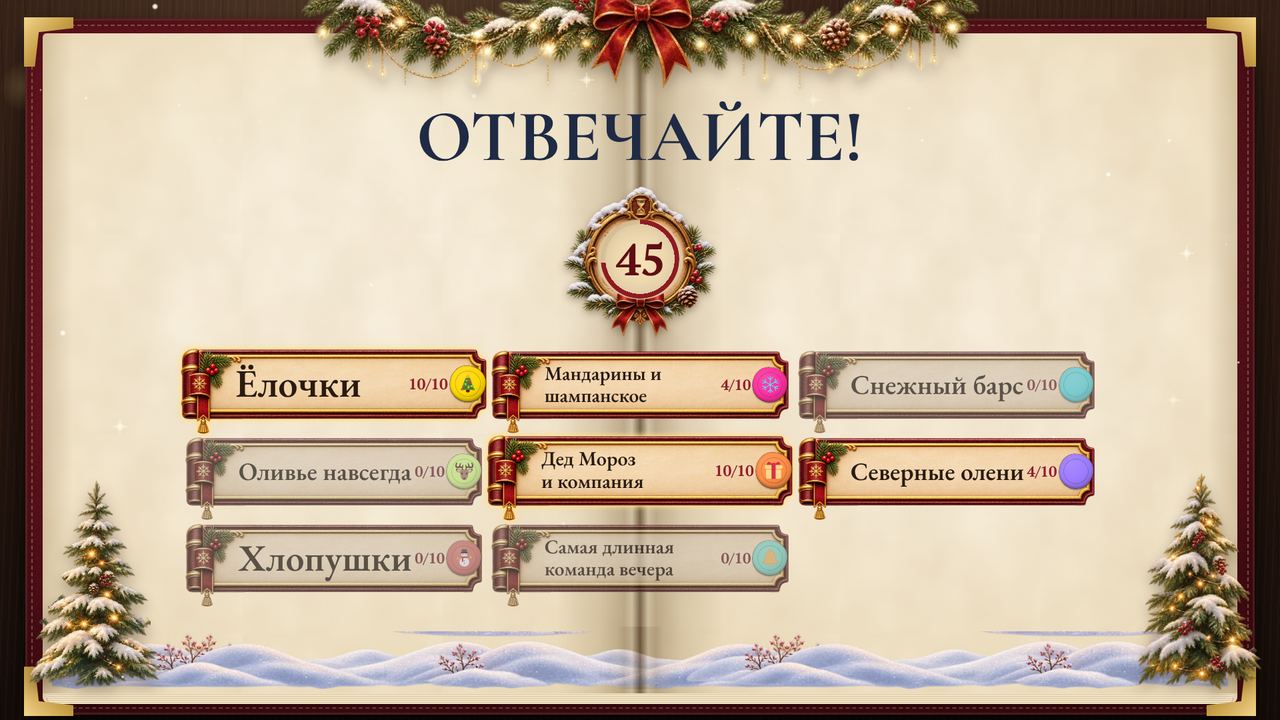 ОТВЕЧАЙТЕ!
45
Ёлочки 10/10
Мандарины и
шампанское 4/10
Снежный барс 0/10
Оливье навсегда 0/10
Дед Мороз
и компания 10/10
Северные олени 4/10
Хлопушки 0/10
Самая длинная
команда вечера 0/10